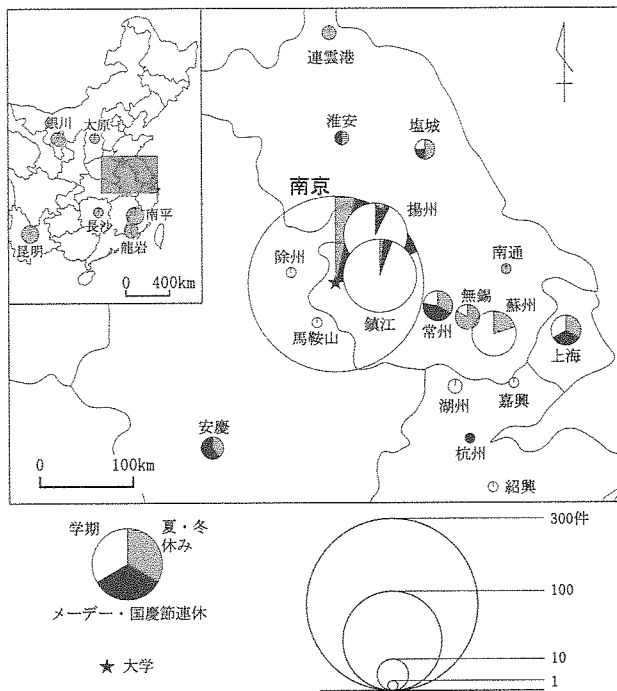 連雲港
銀川
太原
淮安
塩城
南京
揚州
南平
長沙
龍岩
昆明
除州
南通
0 400km
馬鞍山
鎮江
常州
無錫
蘇州
上海
湖州
嘉興
安慶
杭州
0 100km
紹興
学期
夏・冬
休み
メーデー・国慶節連休
★ 大学
300件
100
10
1